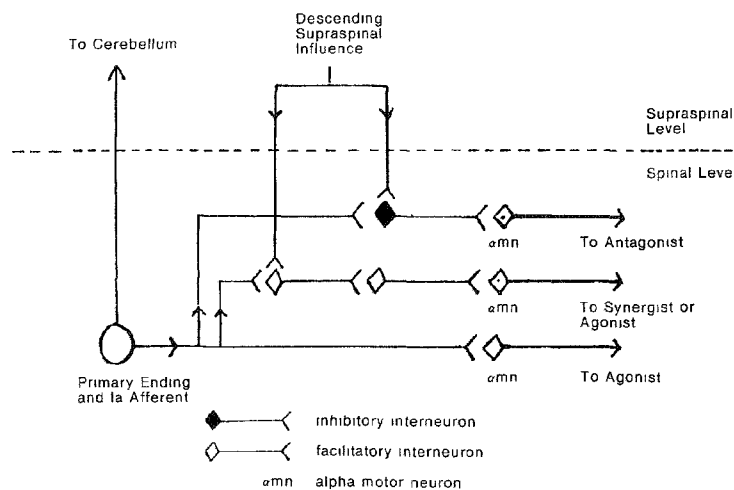 Descending
Supraspinal
Influence
To Cerebellum
Supraspinal
Level
Spinal Leve
αmn
To Antagonist
αmn
To Synergist or
Agonist
αmn
To Agonist
Primary Ending
and Ia Afferent
inhibitory interneuron
facilitatory interneuron
αmn alpha motor neuron